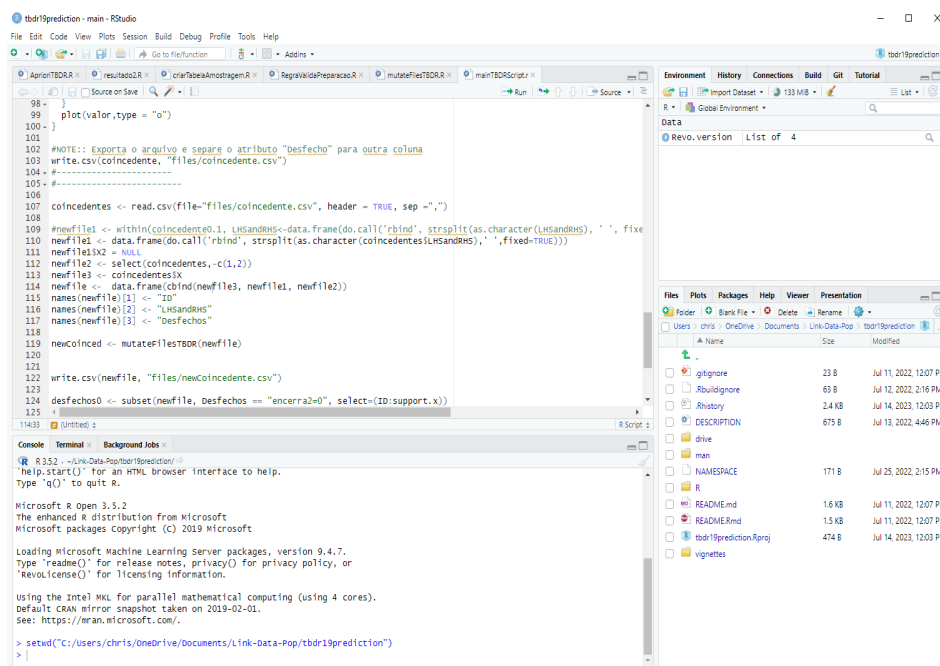 tbdr19prediction - main - RStudio
File Edit Code View Plots Session Build Debug Profile Tools Help
Go to file/function Addins tbdr19prediction
AprioriTBDR.R resultado2.R criarTabelaAmostragem.R RegraValidaPreparacao.R mutateFilesTBDR.R mainTBDRScript.r
Source on Save Run Source
98 }
99 plot(valor,type = "o")
100 }
101
102 #NOTE:: Exporta o arquivo e separe o atributo "Desfecho" para outra coluna
103 write.csv(coincedente, "files/coincedente.csv")
104 #-----------------------
105 #-------------------------
106
107 coincedentes <- read.csv(file="files/coincedente.csv", header = TRUE, sep =",")
108
109 #newfile1 <- within(coincedente0.1, LHSandRHS<-data.frame(do.call('rbind', strsplit(as.character(LHSandRHS), ' ', fixe
110 newfile1 <- data.frame(do.call('rbind', strsplit(as.character(coincedentes$LHSandRHS),' ',fixed=TRUE)))
111 newfile1$X2 = NULL
112 newfile2 <- select(coincedentes,-c(1,2))
113 newfile3 <- coincedentes$X
114 newfile <- data.frame(cbind(newfile3, newfile1, newfile2))
115 names(newfile)[1] <- "ID"
116 names(newfile)[2] <- "LHSandRHS"
117 names(newfile)[3] <- "Desfechos"
118
119 newCoinced <- mutateFilesTBDR(newfile)
120
121
122 write.csv(newfile, "files/newCoincedente.csv")
123
124 desfechos0 <- subset(newfile, Desfechos == "encerra2=0", select=(ID:support.x))
125
114:33 (Untitled) R Script
Console Terminal Background Jobs
R 3.5.2 · ~/Link-Data-Pop/tbdr19prediction/
'help.start()' for an HTML browser interface to help.
Type 'q()' to quit R.

Microsoft R Open 3.5.2
The enhanced R distribution from Microsoft
Microsoft packages Copyright (C) 2019 Microsoft

Loading Microsoft Machine Learning Server packages, version 9.4.7.
Type 'readme()' for release notes, privacy() for privacy policy, or
'RevoLicense()' for licensing information.

Using the Intel MKL for parallel mathematical computing (using 4 cores).
Default CRAN mirror snapshot taken on 2019-02-01.
See: https://mran.microsoft.com/.

> setwd("C:/Users/chris/OneDrive/Documents/Link-Data-Pop/tbdr19prediction")
>
Environment History Connections Build Git Tutorial
Import Dataset 133 MiB List
R Global Environment
Data
Revo.version List of 4
Files Plots Packages Help Viewer Presentation
Folder Blank File Delete Rename
Users > chris > OneDrive > Documents > Link-Data-Pop > tbdr19prediction
Name Size Modified
..
.gitignore 23 B Jul 11, 2022, 12:07 P
.Rbuildignore 63 B Jul 12, 2022, 2:16 PM
.Rhistory 2.4 KB Jul 14, 2023, 12:03 P
DESCRIPTION 675 B Jul 13, 2022, 4:46 PM
drive
man
NAMESPACE 171 B Jul 25, 2022, 2:15 PM
R
README.md 1.6 KB Jul 11, 2022, 12:07 P
README.Rmd 1.5 KB Jul 11, 2022, 12:07 P
tbdr19prediction.Rproj 474 B Jul 14, 2023, 12:03 P
vignettes